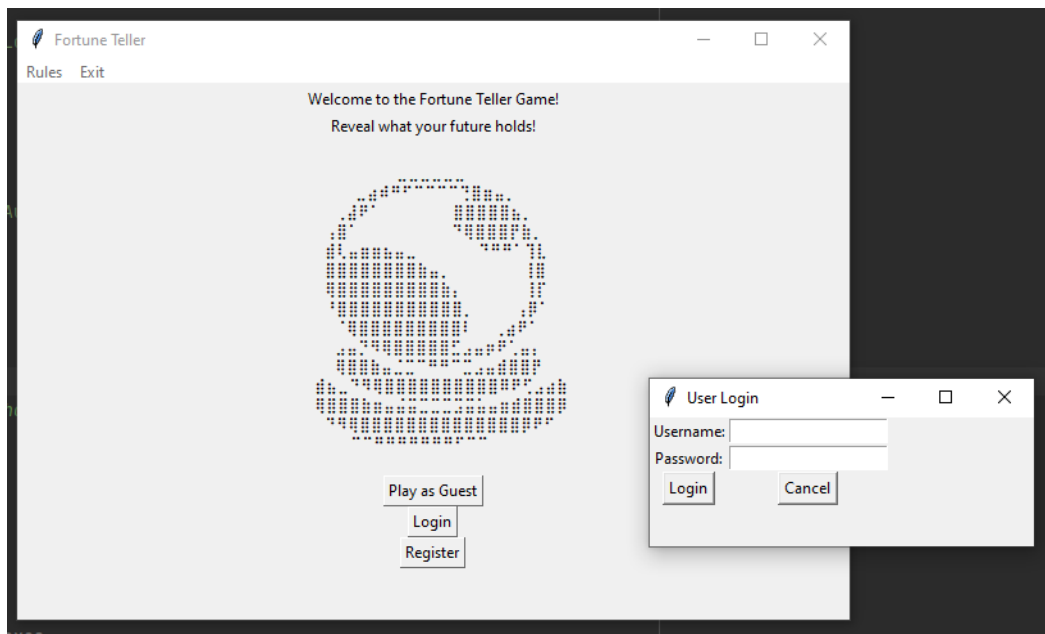 Fortune Teller
Rules Exit
Welcome to the Fortune Teller Game!
Reveal what your future holds!
Play as Guest
Login
Register
User Login
Username:
Password:
Login Cancel